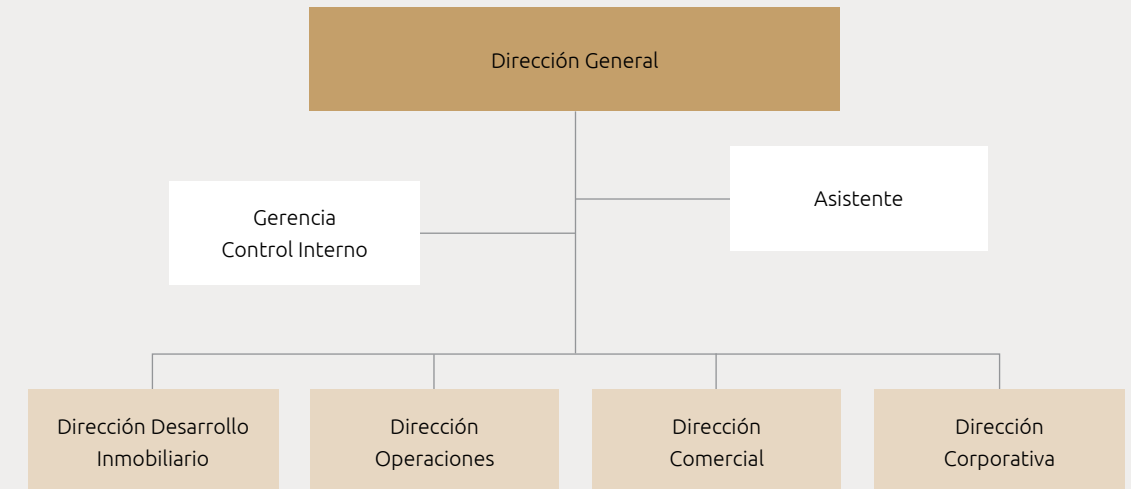 Dirección General
Asistente
Gerencia
Control Interno
Dirección Desarrollo
Inmobiliario
Dirección
Operaciones
Dirección
Comercial
Dirección
Corporativa